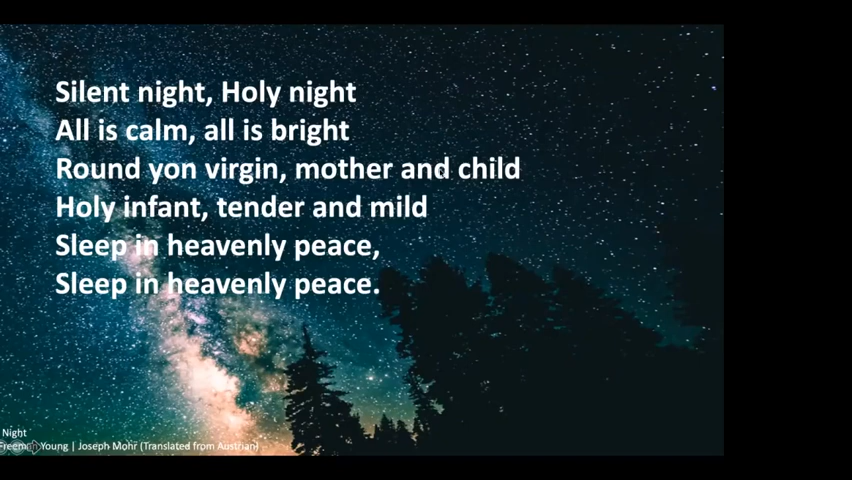 Silent night, Holy night
All is calm, all is bright
Round yon virgin, mother and child
Holy infant, tender and mild
Sleep in heavenly peace,
Sleep in heavenly peace.
Night
Freeman Young | Joseph Mohr (Translated from Austrian)